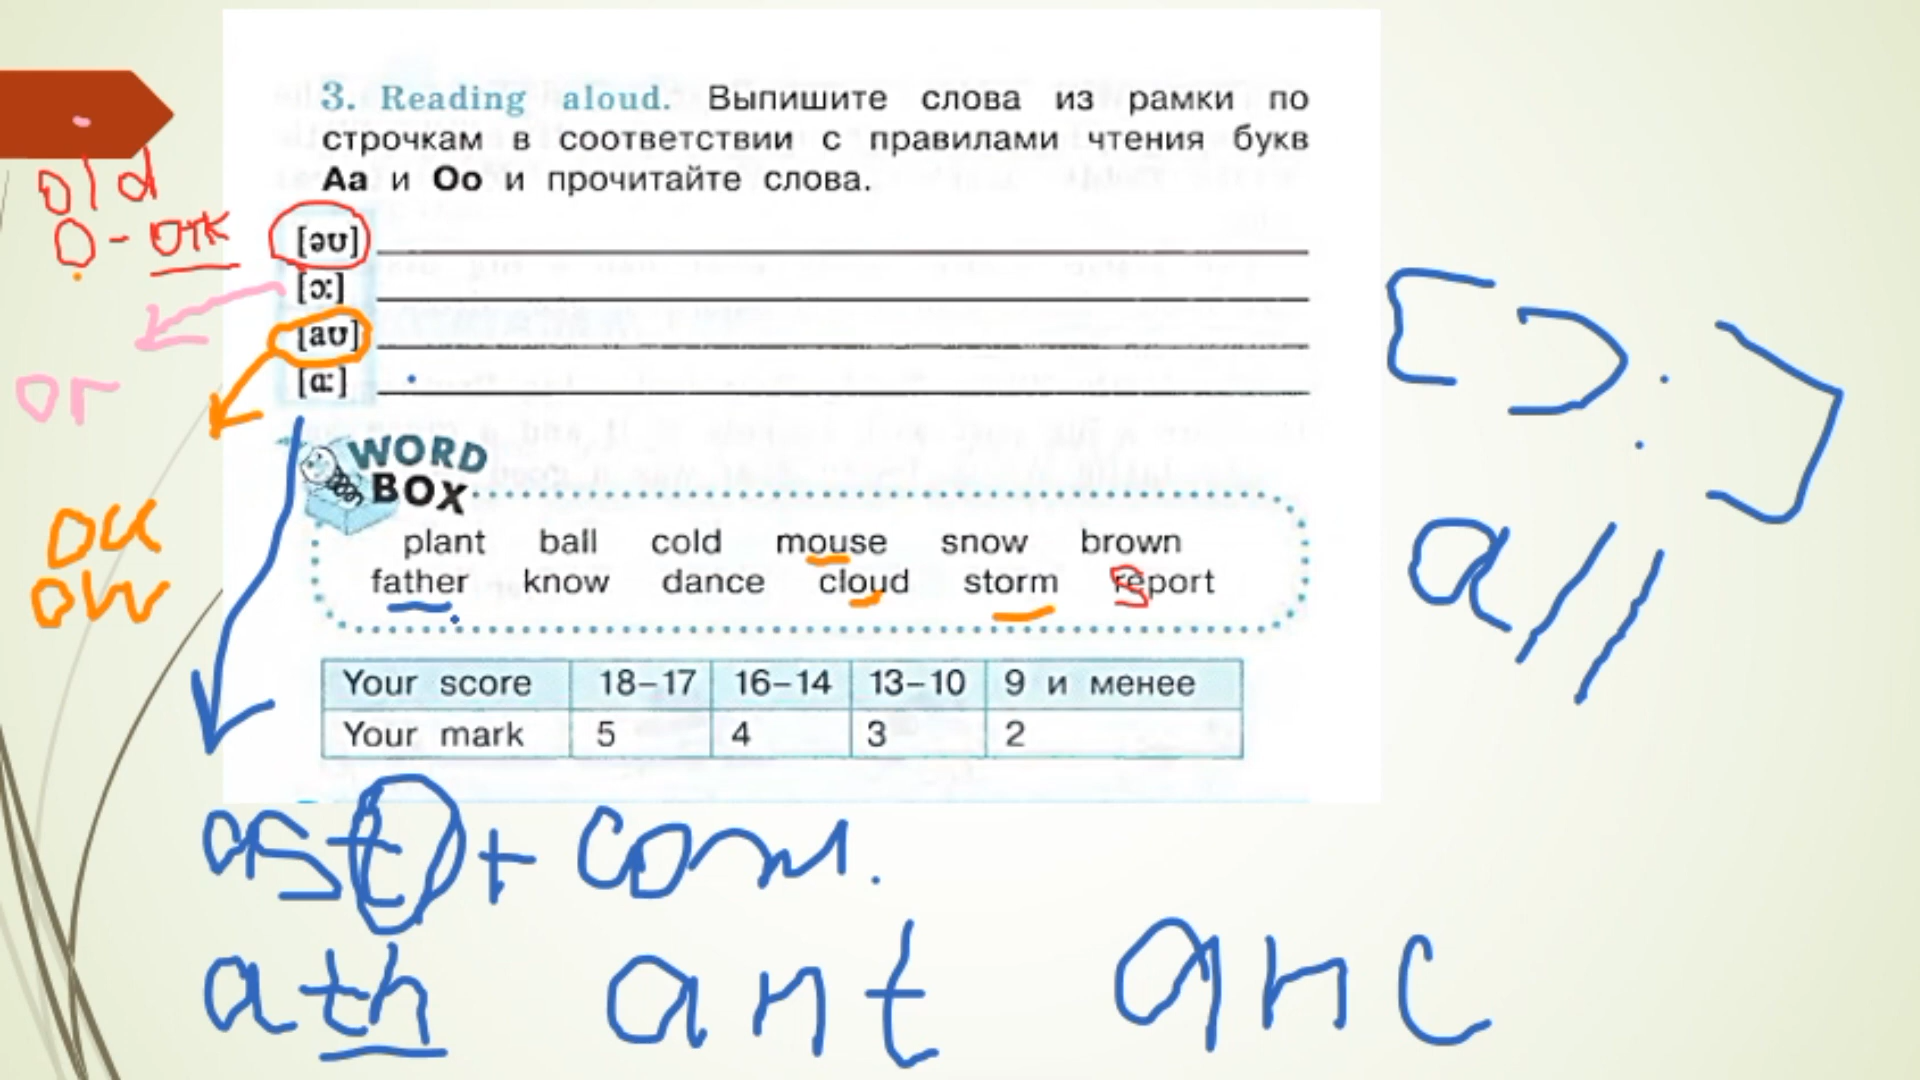 3. Reading aloud. Выпишите слова из рамки по
строчкам в соответствии с правилами чтения букв
Aa и Oo и прочитайте слова.
old
O - отк
[əʊ]
[ɔ:]
[aʊ]
[ɑ:]
or
ou
ow
[ɔ:]
all
WORD
BOX
plant ball cold mouse snow brown
father know dance cloud storm report
Your score 18–17 16–14 13–10 9 и менее
Your mark 5 4 3 2
ast + согл.
ath ant anc